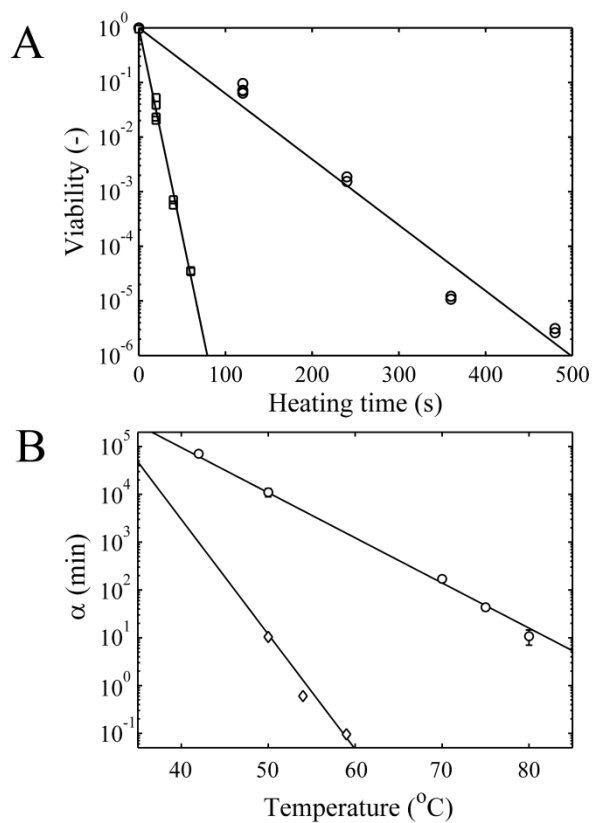 A
10^0
10^-1
10^-2
10^-3
10^-4
10^-5
10^-6
Viability (-)
0 100 200 300 400 500
Heating time (s)
B
10^5
10^4
10^3
10^2
10^1
10^0
10^-1
α (min)
40 50 60 70 80
Temperature (°C)